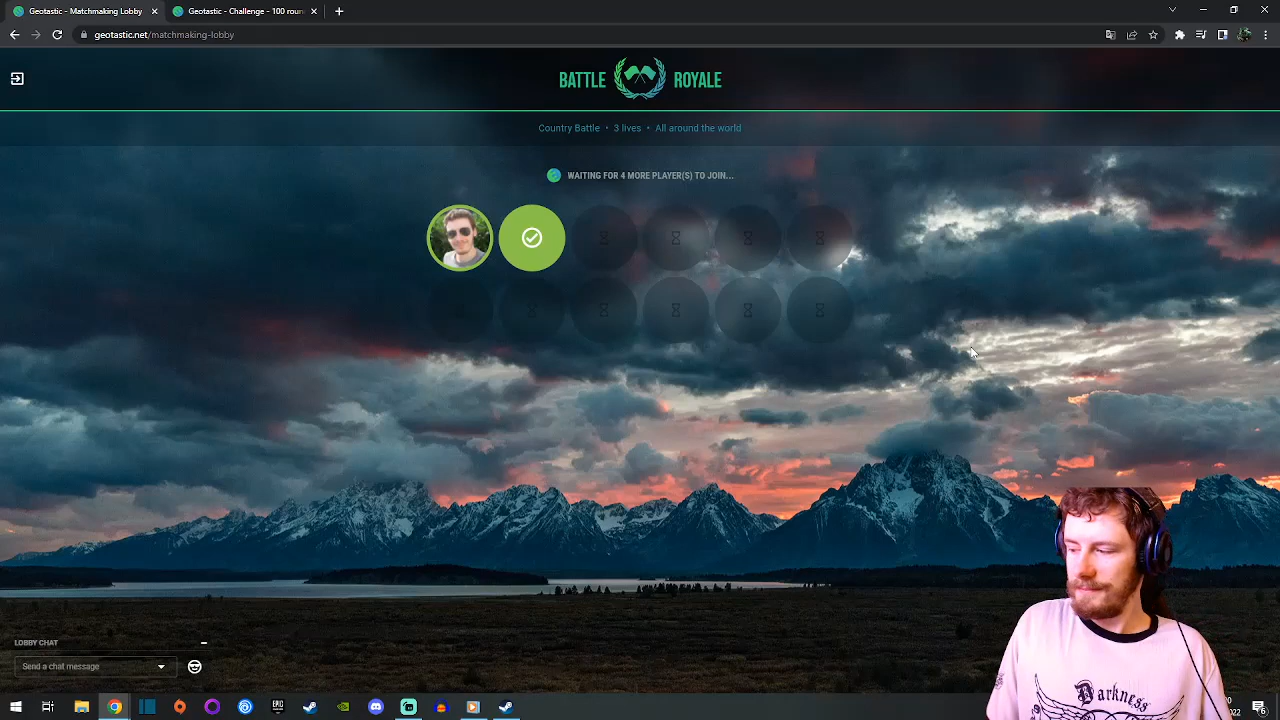 Geotastic - Matchmaking Lobby
Geotastic - Challenge - 100 roun
geotastic.net/matchmaking-lobby
BATTLE ROYALE
Country Battle • 3 lives • All around the world
WAITING FOR 4 MORE PLAYER(S) TO JOIN...
LOBBY CHAT
Send a chat message
EPIC
Darkness